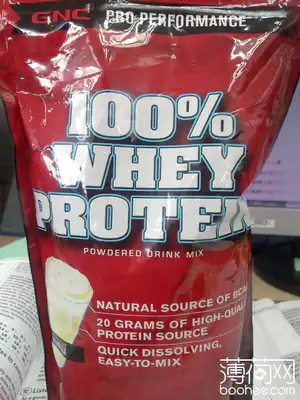 GNC PRO PERFORMANCE
100%
WHEY
PROTEIN
POWDERED DRINK MIX
NATURAL SOURCE OF BCAA
20 GRAMS OF HIGH-QUALITY
PROTEIN SOURCE
QUICK DISSOLVING,
EASY-TO-MIX
薄荷网
boohee.com